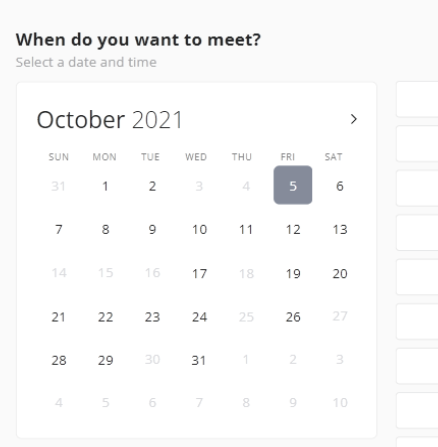 When do you want to meet?
Select a date and time
October 2021
SUN MON TUE WED THU FRI SAT
31 1 2 3 4 5 6
7 8 9 10 11 12 13
14 15 16 17 18 19 20
21 22 23 24 25 26 27
28 29 30 31 1 2 3
4 5 6 7 8 9 10